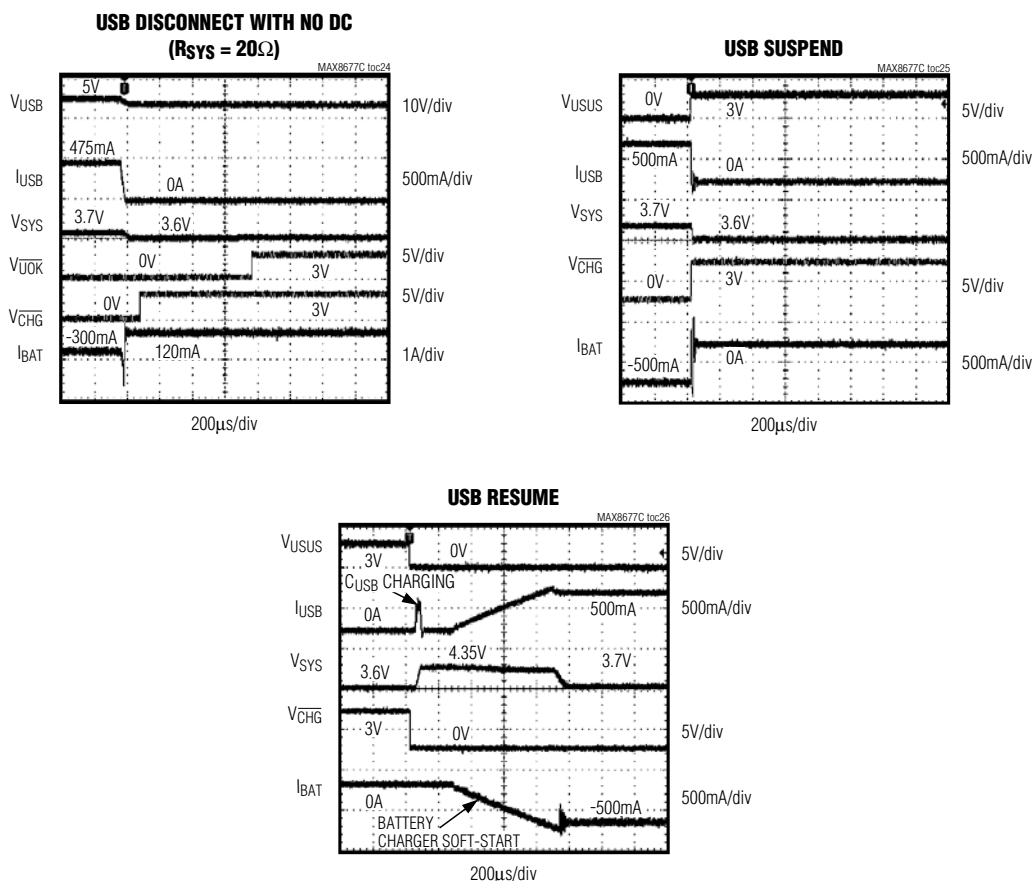 USB DISCONNECT WITH NO DC
(RSYS = 20Ω)
MAX8677C toc24
VUSB
5V
10V/div
475mA
IUSB
0A
500mA/div
VSYS
3.7V
3.6V
VUOK
0V
3V
5V/div
VCHG
0V
3V
5V/div
IBAT
-300mA
120mA
1A/div
200µs/div
USB SUSPEND
MAX8677C toc25
VUSUS
0V
3V
5V/div
500mA
IUSB
0A
500mA/div
VSYS
3.7V
3.6V
VCHG
0V
3V
5V/div
IBAT
-500mA
0A
500mA/div
200µs/div
USB RESUME
MAX8677C toc26
VUSUS
3V
0V
5V/div
CUSB CHARGING
IUSB
0A
500mA
500mA/div
VSYS
3.6V
4.35V
3.7V
VCHG
3V
0V
5V/div
IBAT
0A
-500mA
500mA/div
BATTERY
CHARGER SOFT-START
200µs/div